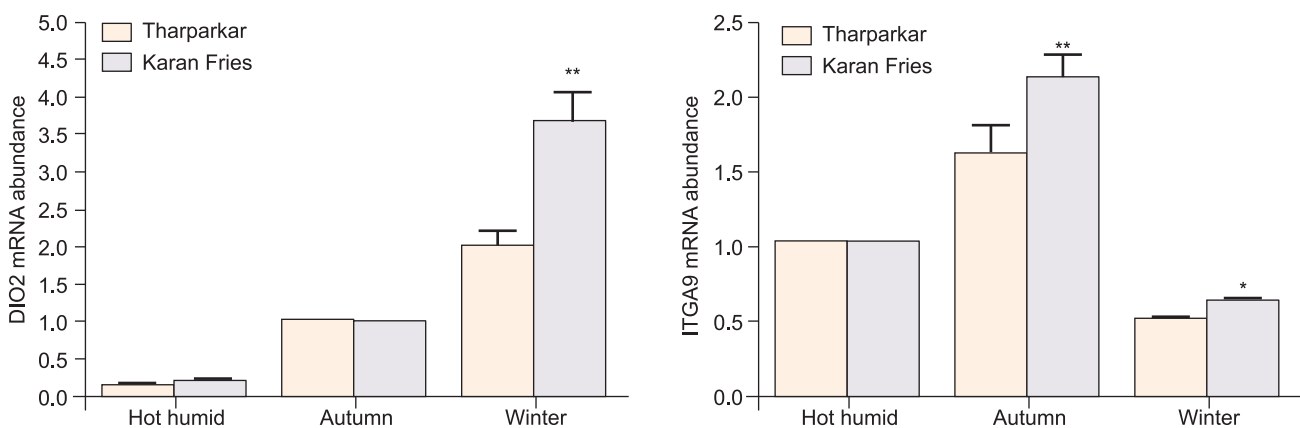 DIO2 mRNA abundance
5.0
4.5
4.0
3.5
3.0
2.5
2.0
1.5
1.0
0.5
0.0
Tharparkar
Karan Fries
**
Hot humid
Autumn
Winter
ITGA9 mRNA abundance
2.5
2.0
1.5
1.0
0.5
0.0
Tharparkar
Karan Fries
**
*
Hot humid
Autumn
Winter